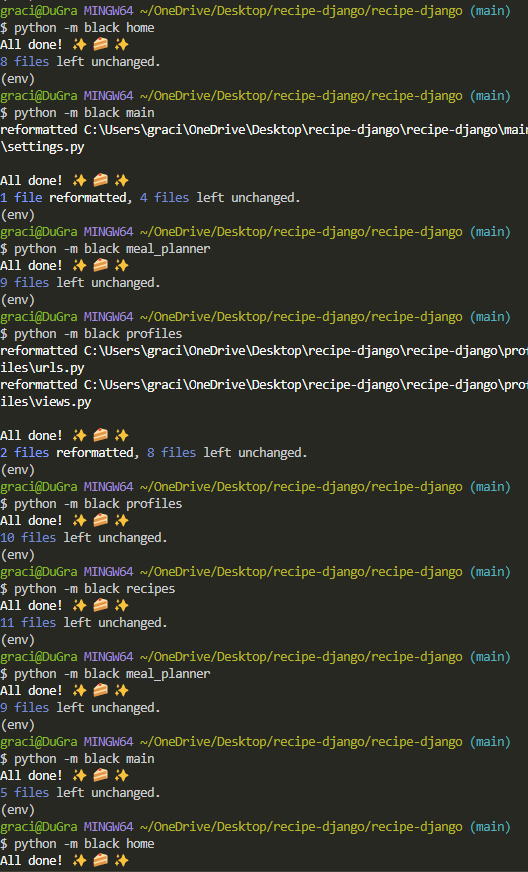 graci@DuGra MINGW64 ~/OneDrive/Desktop/recipe-django/recipe-django (main)
$ python -m black home
All done! ✨ 🍰 ✨
8 files left unchanged.
(env)
graci@DuGra MINGW64 ~/OneDrive/Desktop/recipe-django/recipe-django (main)
$ python -m black main
reformatted C:\Users\graci\OneDrive\Desktop\recipe-django\recipe-django\main
\settings.py
All done! ✨ 🍰 ✨
1 file reformatted, 4 files left unchanged.
(env)
graci@DuGra MINGW64 ~/OneDrive/Desktop/recipe-django/recipe-django (main)
$ python -m black meal_planner
All done! ✨ 🍰 ✨
9 files left unchanged.
(env)
graci@DuGra MINGW64 ~/OneDrive/Desktop/recipe-django/recipe-django (main)
$ python -m black profiles
reformatted C:\Users\graci\OneDrive\Desktop\recipe-django\recipe-django\prof
iles\urls.py
reformatted C:\Users\graci\OneDrive\Desktop\recipe-django\recipe-django\prof
iles\views.py
All done! ✨ 🍰 ✨
2 files reformatted, 8 files left unchanged.
(env)
graci@DuGra MINGW64 ~/OneDrive/Desktop/recipe-django/recipe-django (main)
$ python -m black profiles
All done! ✨ 🍰 ✨
10 files left unchanged.
(env)
graci@DuGra MINGW64 ~/OneDrive/Desktop/recipe-django/recipe-django (main)
$ python -m black recipes
All done! ✨ 🍰 ✨
11 files left unchanged.
(env)
graci@DuGra MINGW64 ~/OneDrive/Desktop/recipe-django/recipe-django (main)
$ python -m black meal_planner
All done! ✨ 🍰 ✨
9 files left unchanged.
(env)
graci@DuGra MINGW64 ~/OneDrive/Desktop/recipe-django/recipe-django (main)
$ python -m black main
All done! ✨ 🍰 ✨
5 files left unchanged.
(env)
graci@DuGra MINGW64 ~/OneDrive/Desktop/recipe-django/recipe-django (main)
$ python -m black home
All done! ✨ 🍰 ✨